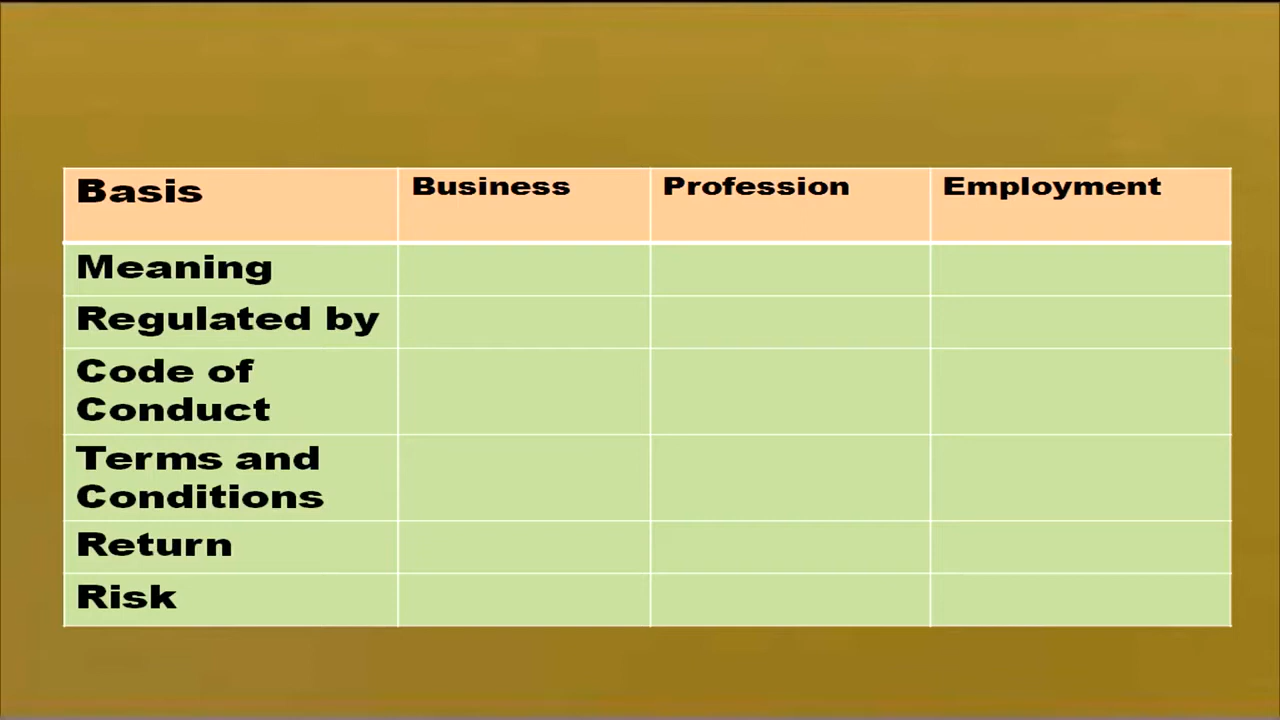 Basis Business Profession Employment
Meaning
Regulated by
Code of
Conduct
Terms and
Conditions
Return
Risk